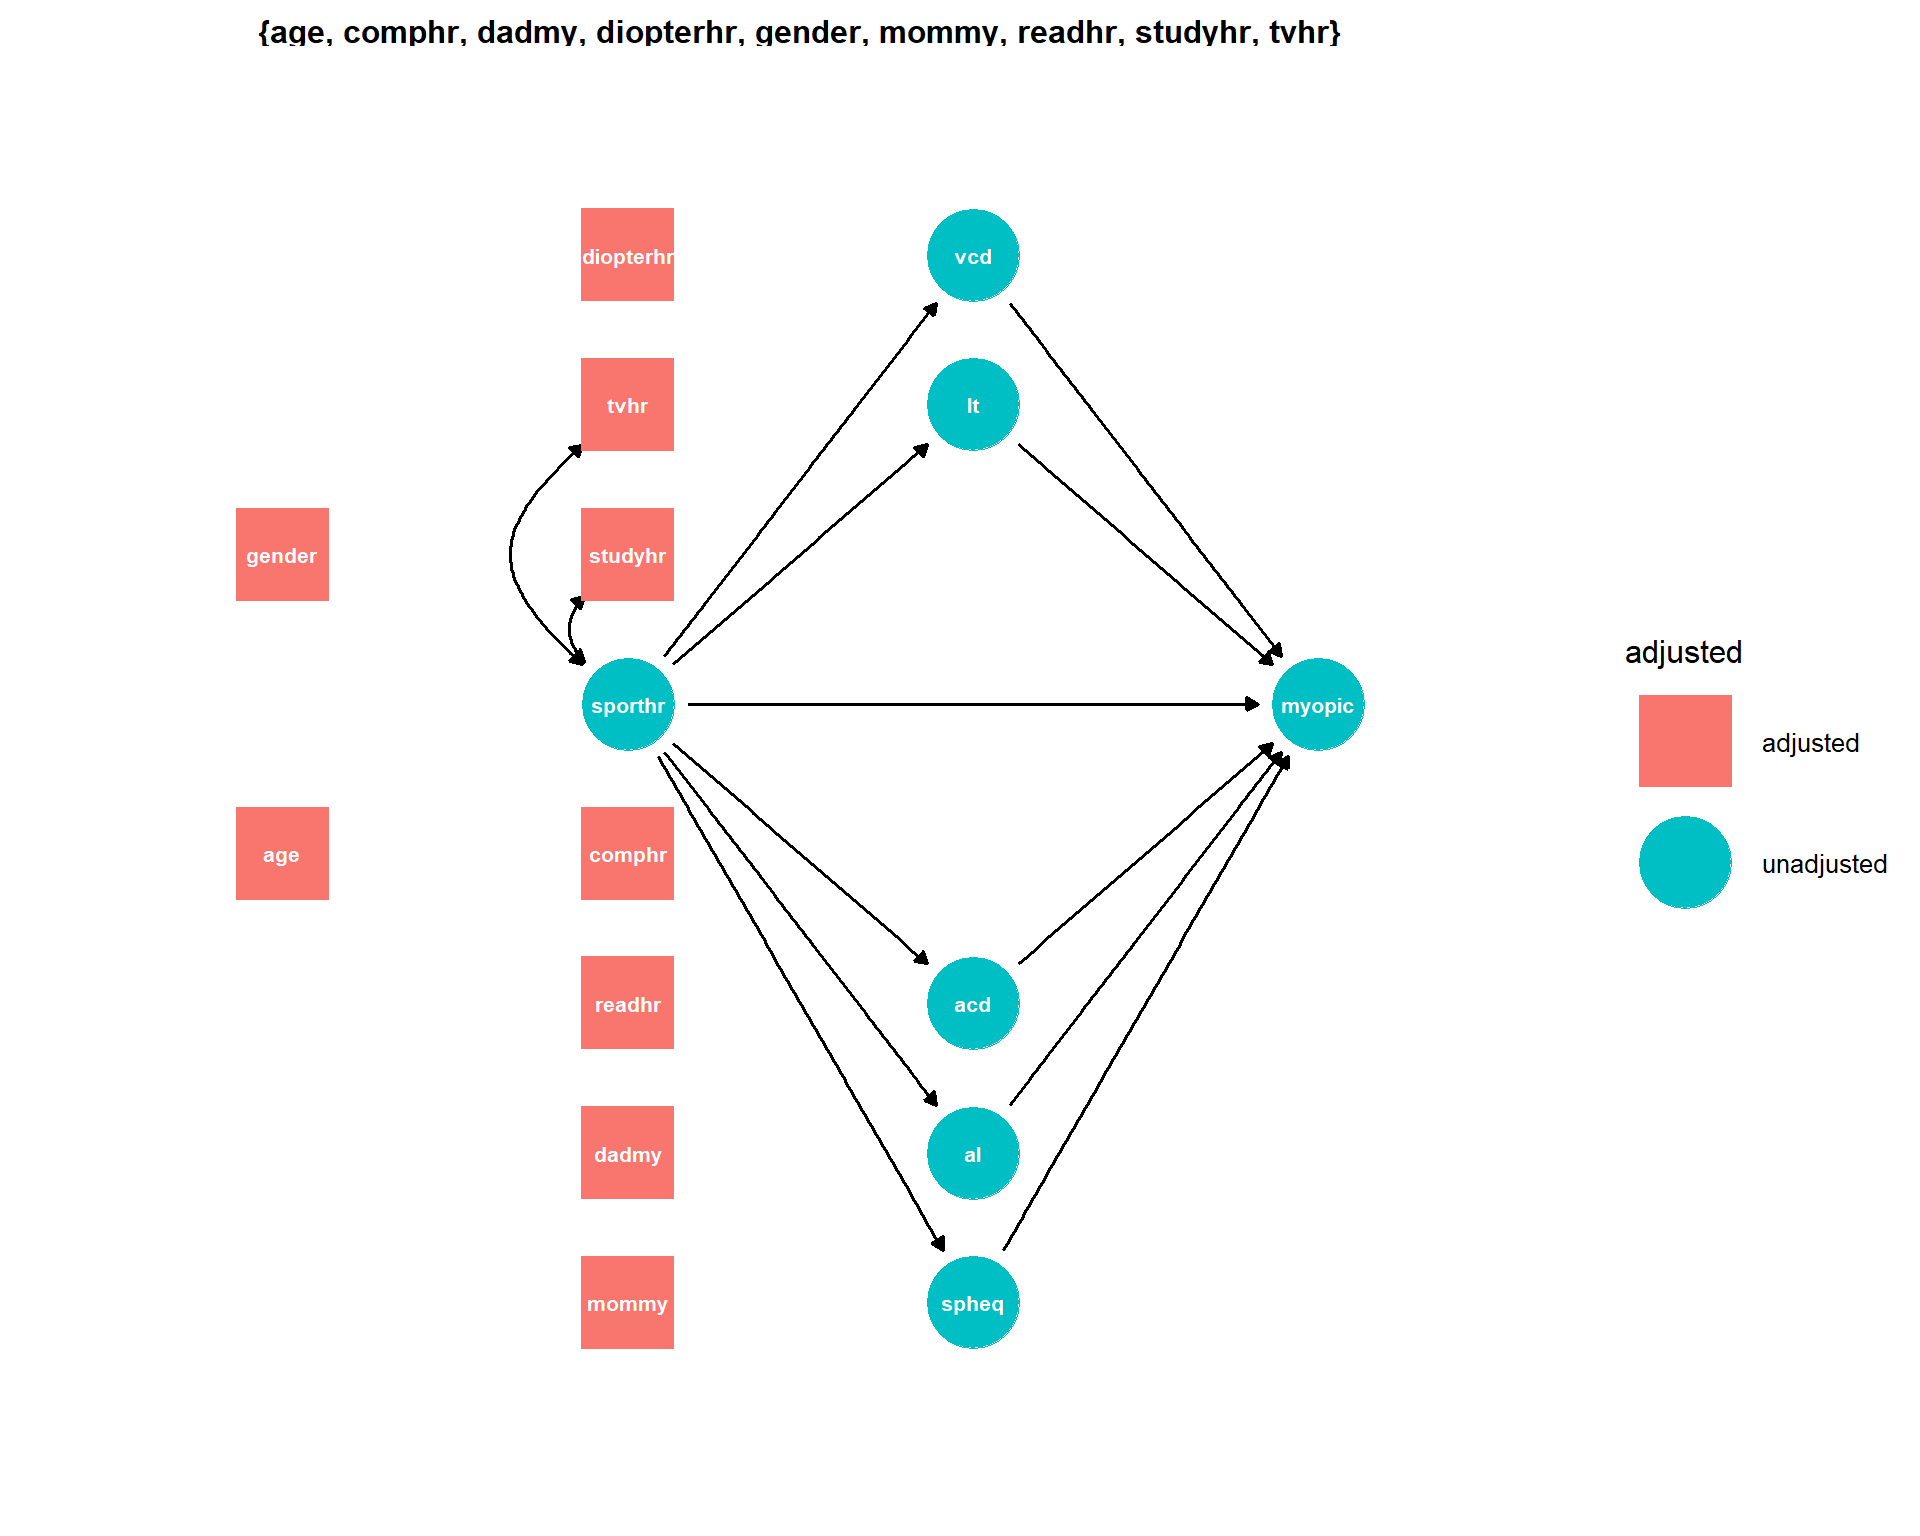 {age, comphr, dadmy, diopterhr, gender, mommy, readhr, studyhr, tvhr}
diopterhr
vcd
tvhr
lt
gender
studyhr
sporthr
myopic
adjusted
adjusted
unadjusted
age
comphr
readhr
acd
dadmy
al
mommy
spheq